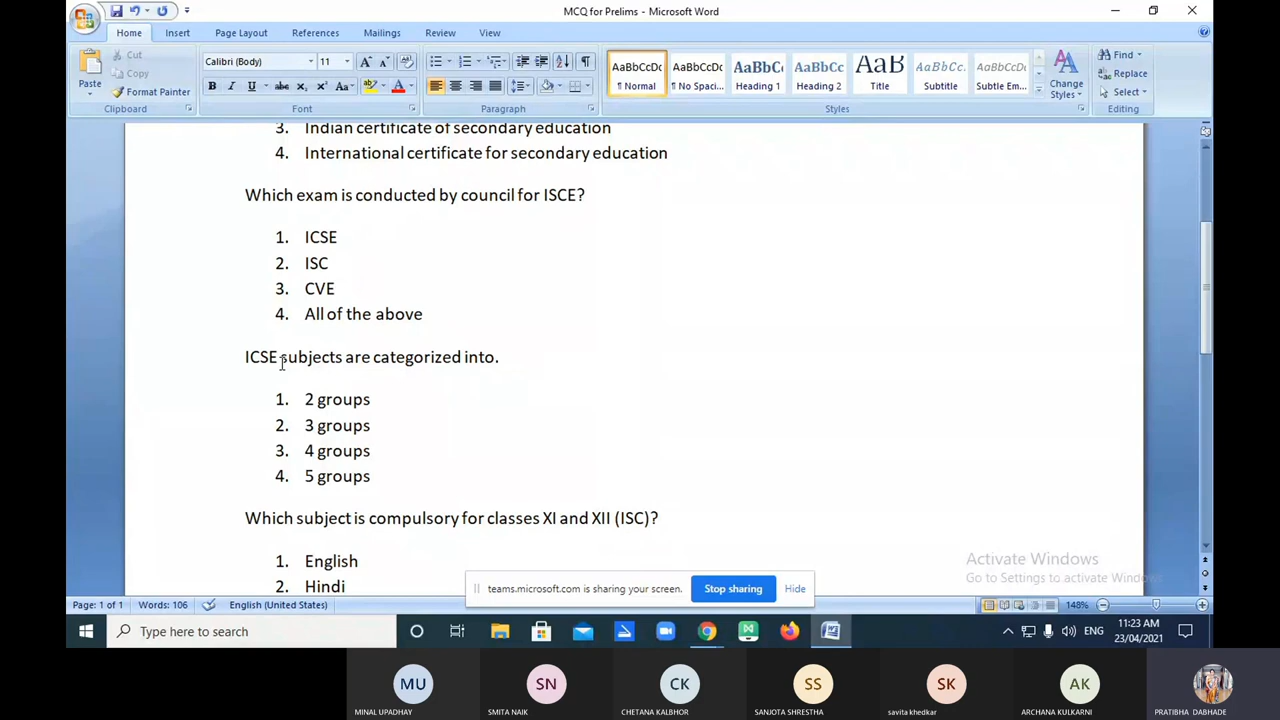 MCQ for Prelims - Microsoft Word
Home Insert Page Layout References Mailings Review View
Paste
Cut
Copy
Format Painter
Clipboard
Calibri (Body) 11
Font
Paragraph
AaBbCcDc AaBbCcDc AaBbCc AaBbCc AaB AaBbCc. AaBbCcDc
¶ Normal ¶ No Spaci... Heading 1 Heading 2 Title Subtitle Subtle Em...
Change Styles
Styles
Find
Replace
Select
Editing
3. Indian certificate of secondary education
4. International certificate for secondary education
Which exam is conducted by council for ISCE?
1. ICSE
2. ISC
3. CVE
4. All of the above
ICSE subjects are categorized into.
1. 2 groups
2. 3 groups
3. 4 groups
4. 5 groups
Which subject is compulsory for classes XI and XII (ISC)?
1. English
2. Hindi
Activate Windows
Go to Settings to activate Windows
teams.microsoft.com is sharing your screen. Stop sharing Hide
Page: 1 of 1 Words: 106 English (United States) 148%
Type here to search
ENG
11:23 AM
23/04/2021
MU SN CK SS SK AK
MINAL UPADHAY SMITA NAIK CHETANA KALBHOR SANJOTA SHRESTHA savita khedkar ARCHANA KULKARNI PRATIBHA DABHADE